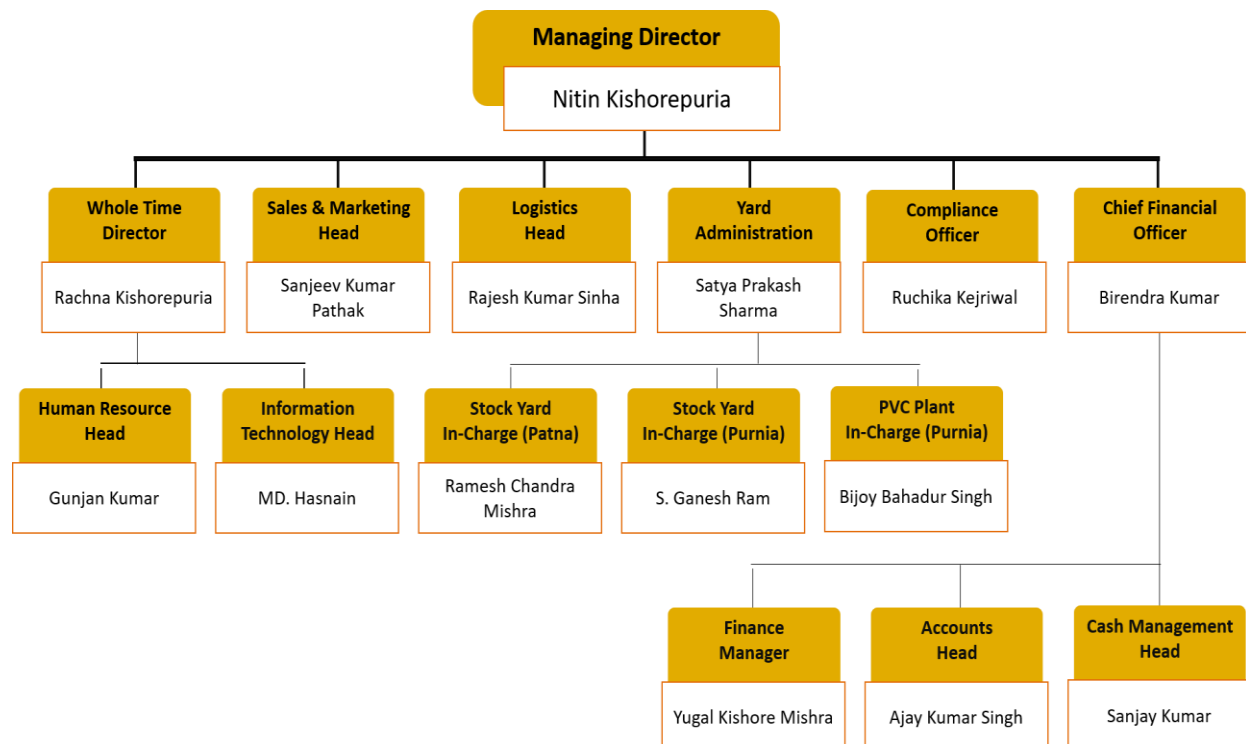 Managing Director
Nitin Kishorepuria
Whole Time
Director
Rachna Kishorepuria
Sales & Marketing
Head
Sanjeev Kumar
Pathak
Logistics
Head
Rajesh Kumar Sinha
Yard
Administration
Satya Prakash
Sharma
Compliance
Officer
Ruchika Kejriwal
Chief Financial
Officer
Birendra Kumar
Human Resource
Head
Gunjan Kumar
Information
Technology Head
MD. Hasnain
Stock Yard
In-Charge (Patna)
Ramesh Chandra
Mishra
Stock Yard
In-Charge (Purnia)
S. Ganesh Ram
PVC Plant
In-Charge (Purnia)
Bijoy Bahadur Singh
Finance
Manager
Yugal Kishore Mishra
Accounts
Head
Ajay Kumar Singh
Cash Management
Head
Sanjay Kumar